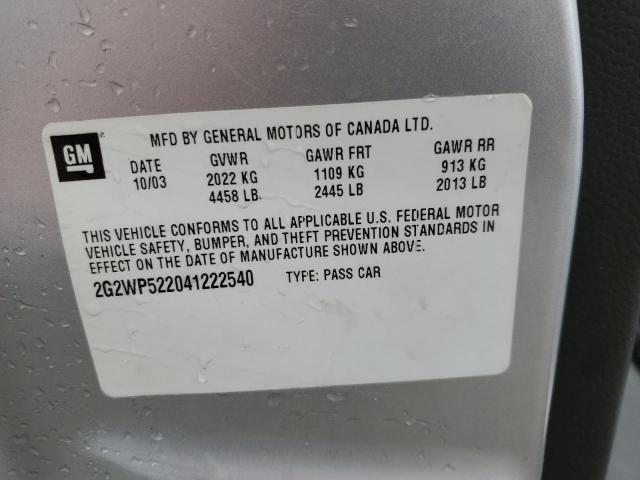 GM
MFD BY GENERAL MOTORS OF CANADA LTD.
DATE GVWR GAWR FRT GAWR RR
10/03 2022 KG 1109 KG 913 KG
4458 LB 2445 LB 2013 LB
THIS VEHICLE CONFORMS TO ALL APPLICABLE U.S. FEDERAL MOTOR
VEHICLE SAFETY, BUMPER, AND THEFT PREVENTION STANDARDS IN
EFFECT ON THE DATE OF MANUFACTURE SHOWN ABOVE.
2G2WP522041222540 TYPE: PASS CAR